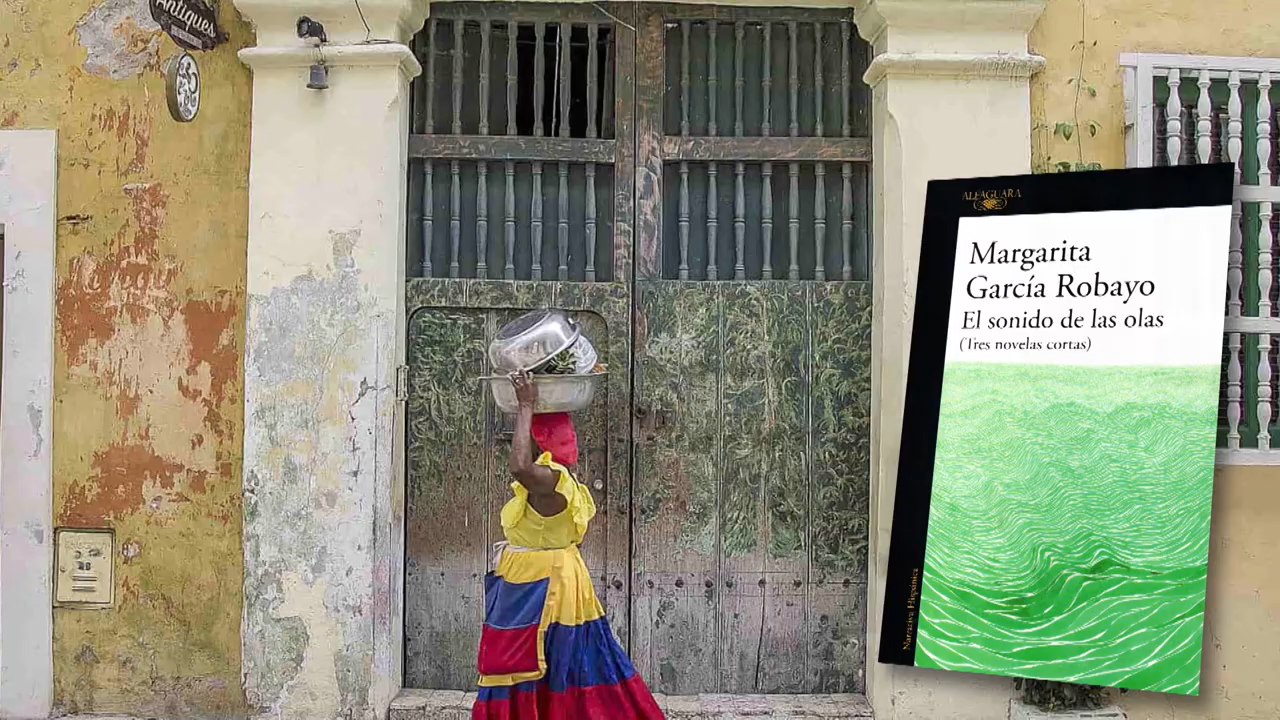 Antiques
ALFAGUARA
Margarita
García Robayo
El sonido de las olas
(Tres novelas cortas)
Narrativa Hispánica